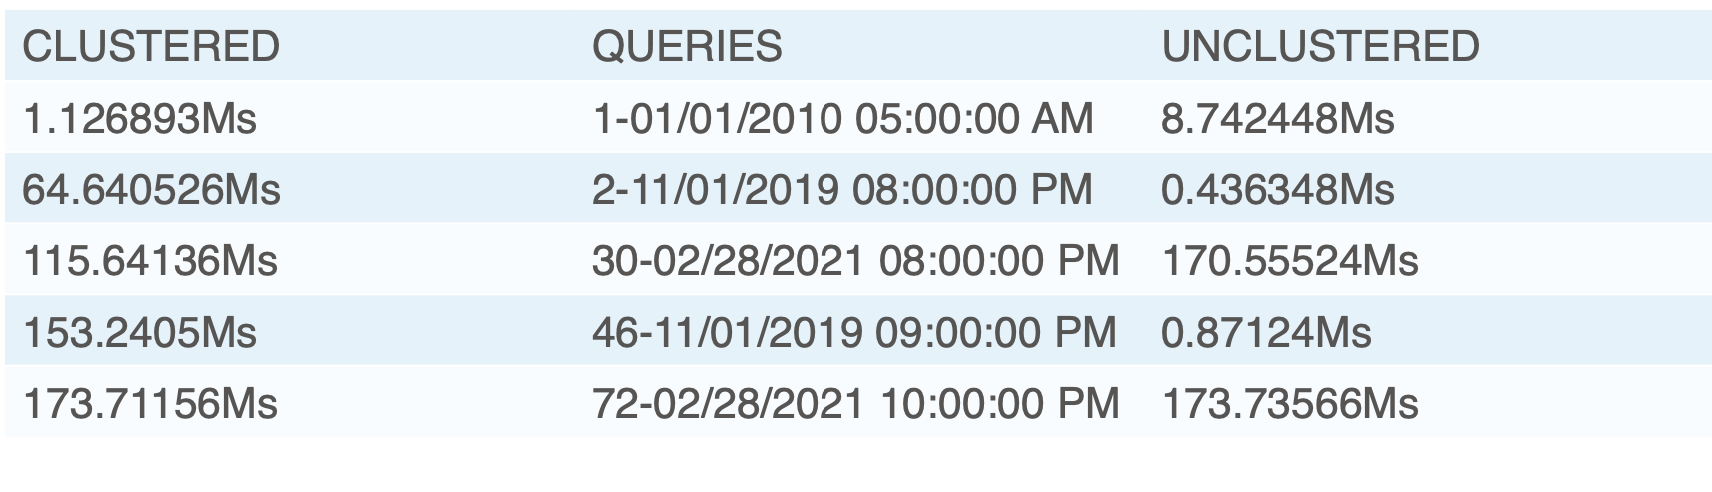 CLUSTERED QUERIES UNCLUSTERED
1.126893Ms 1-01/01/2010 05:00:00 AM 8.742448Ms
64.640526Ms 2-11/01/2019 08:00:00 PM 0.436348Ms
115.64136Ms 30-02/28/2021 08:00:00 PM 170.55524Ms
153.2405Ms 46-11/01/2019 09:00:00 PM 0.87124Ms
173.71156Ms 72-02/28/2021 10:00:00 PM 173.73566Ms